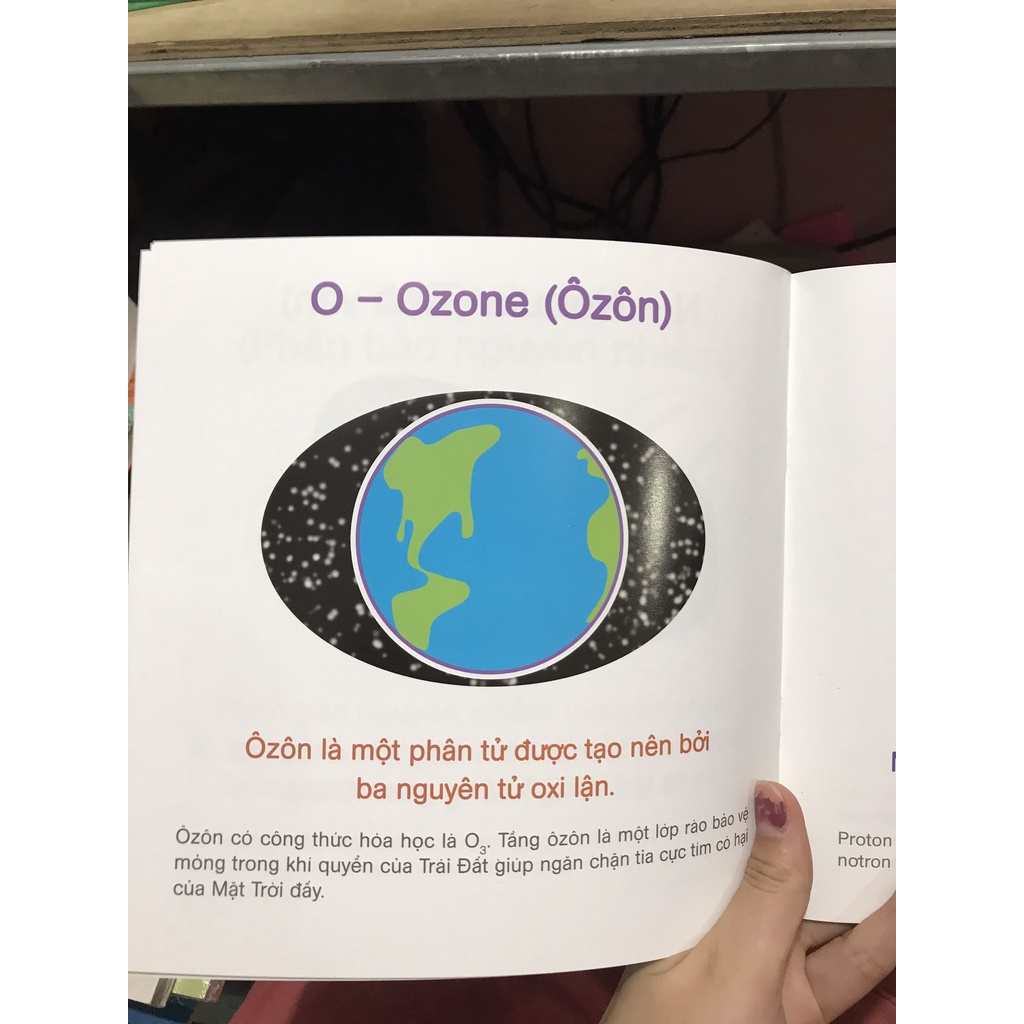 O – Ozone (Ôzôn)
Ôzôn là một phân tử được tạo nên bởi
ba nguyên tử oxi lận.
Ôzôn có công thức hóa học là O₃. Tầng ôzôn là một lớp rào bảo vệ
mỏng trong khí quyển của Trái Đất giúp ngăn chặn tia cực tím có hại
của Mặt Trời đấy.
Proton
nơtron